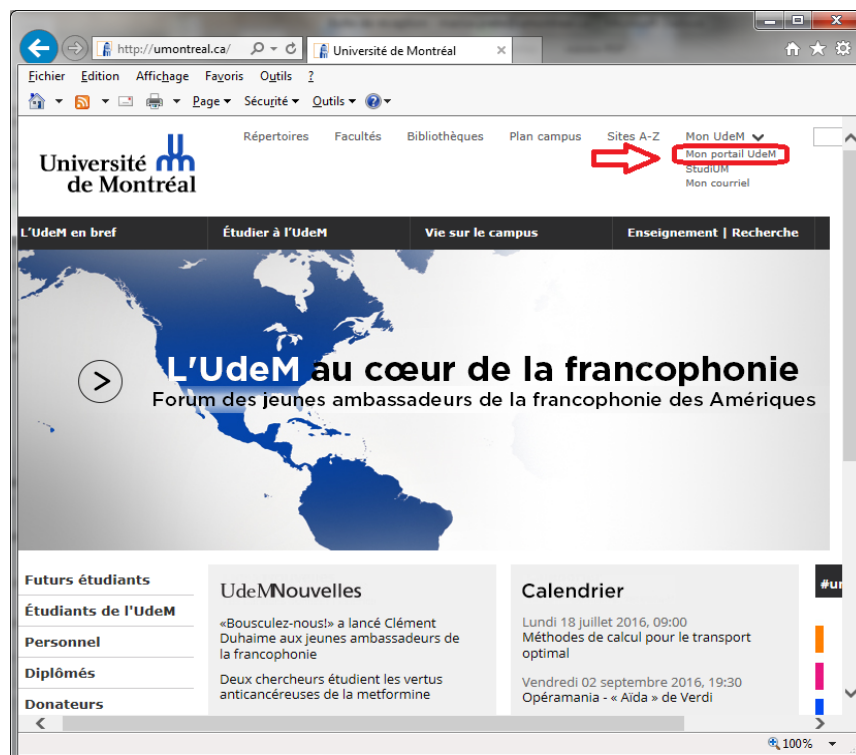 http://umontreal.ca/
Université de Montréal
Fichier Edition Affichage Favoris Outils ?
Page Sécurité Outils
Répertoires Facultés Bibliothèques Plan campus Sites A-Z Mon UdeM
Mon portail UdeM
StudiUM
Mon courriel
Université
de Montréal
L'UdeM en bref Étudier à l'UdeM Vie sur le campus Enseignement | Recherche
L'UdeM au cœur de la francophonie
Forum des jeunes ambassadeurs de la francophonie des Amériques
Futurs étudiants
Étudiants de l'UdeM
Personnel
Diplômés
Donateurs
UdeMNouvelles
«Bousculez-nous!» a lancé Clément
Duhaime aux jeunes ambassadeurs de
la francophonie
Deux chercheurs étudient les vertus
anticancéreuses de la metformine
Calendrier
Lundi 18 juillet 2016, 09:00
Méthodes de calcul pour le transport
optimal
Vendredi 02 septembre 2016, 19:30
Opéramania - « Aïda » de Verdi
#ur
100%